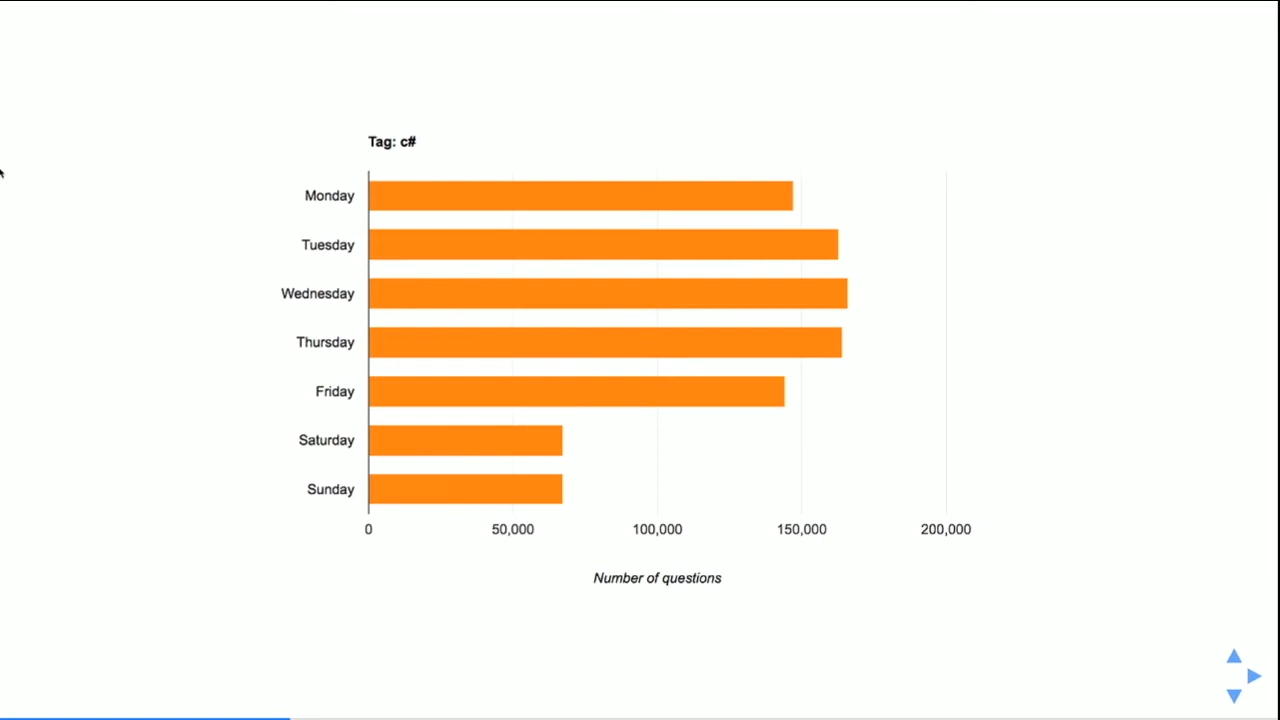 Tag: c#
Monday
Tuesday
Wednesday
Thursday
Friday
Saturday
Sunday
0 50,000 100,000 150,000 200,000
Number of questions